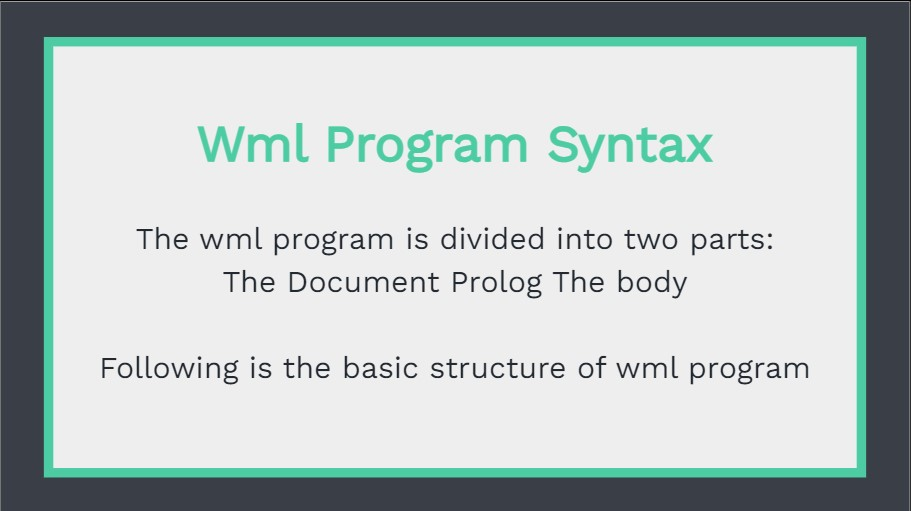 Wml Program Syntax
The wml program is divided into two parts:
The Document Prolog The body
Following is the basic structure of wml program